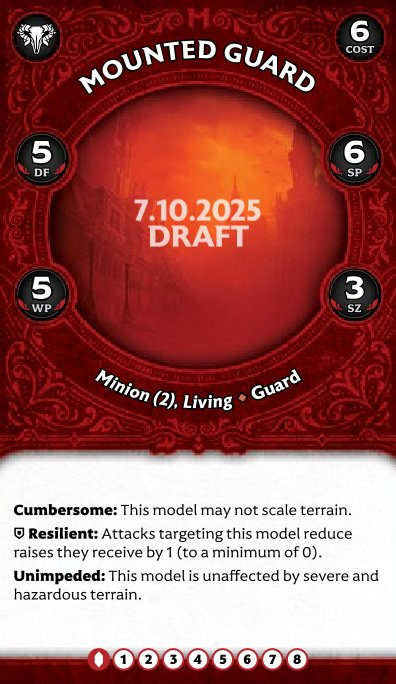 6
COST
MOUNTED GUARD
5
DF
6
SP
7.10.2025
DRAFT
5
WP
3
SZ
Minion (2), Living ♦ Guard
Cumbersome: This model may not scale terrain.
Resilient: Attacks targeting this model reduce
raises they receive by 1 (to a minimum of 0).
Unimpeded: This model is unaffected by severe and
hazardous terrain.
1 2 3 4 5 6 7 8